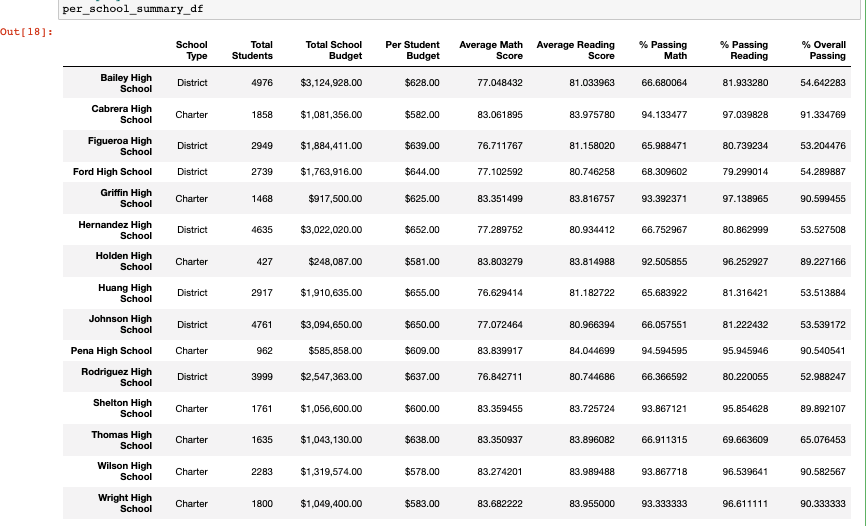 per_school_summary_df
Out[18]:
School Type Total Students Total School Budget Per Student Budget Average Math Score Average Reading Score % Passing Math % Passing Reading % Overall Passing
Bailey High School District 4976 $3,124,928.00 $628.00 77.048432 81.033963 66.680064 81.933280 54.642283
Cabrera High School Charter 1858 $1,081,356.00 $582.00 83.061895 83.975780 94.133477 97.039828 91.334769
Figueroa High School District 2949 $1,884,411.00 $639.00 76.711767 81.158020 65.988471 80.739234 53.204476
Ford High School District 2739 $1,763,916.00 $644.00 77.102592 80.746258 68.309602 79.299014 54.289887
Griffin High School Charter 1468 $917,500.00 $625.00 83.351499 83.816757 93.392371 97.138965 90.599455
Hernandez High School District 4635 $3,022,020.00 $652.00 77.289752 80.934412 66.752967 80.862999 53.527508
Holden High School Charter 427 $248,087.00 $581.00 83.803279 83.814988 92.505855 96.252927 89.227166
Huang High School District 2917 $1,910,635.00 $655.00 76.629414 81.182722 65.683922 81.316421 53.513884
Johnson High School District 4761 $3,094,650.00 $650.00 77.072464 80.966394 66.057551 81.222432 53.539172
Pena High School Charter 962 $585,858.00 $609.00 83.839917 84.044699 94.594595 95.945946 90.540541
Rodriguez High School District 3999 $2,547,363.00 $637.00 76.842711 80.744686 66.366592 80.220055 52.988247
Shelton High School Charter 1761 $1,056,600.00 $600.00 83.359455 83.725724 93.867121 95.854628 89.892107
Thomas High School Charter 1635 $1,043,130.00 $638.00 83.350937 83.896082 66.911315 69.663609 65.076453
Wilson High School Charter 2283 $1,319,574.00 $578.00 83.274201 83.989488 93.867718 96.539641 90.582567
Wright High School Charter 1800 $1,049,400.00 $583.00 83.682222 83.955000 93.333333 96.611111 90.333333